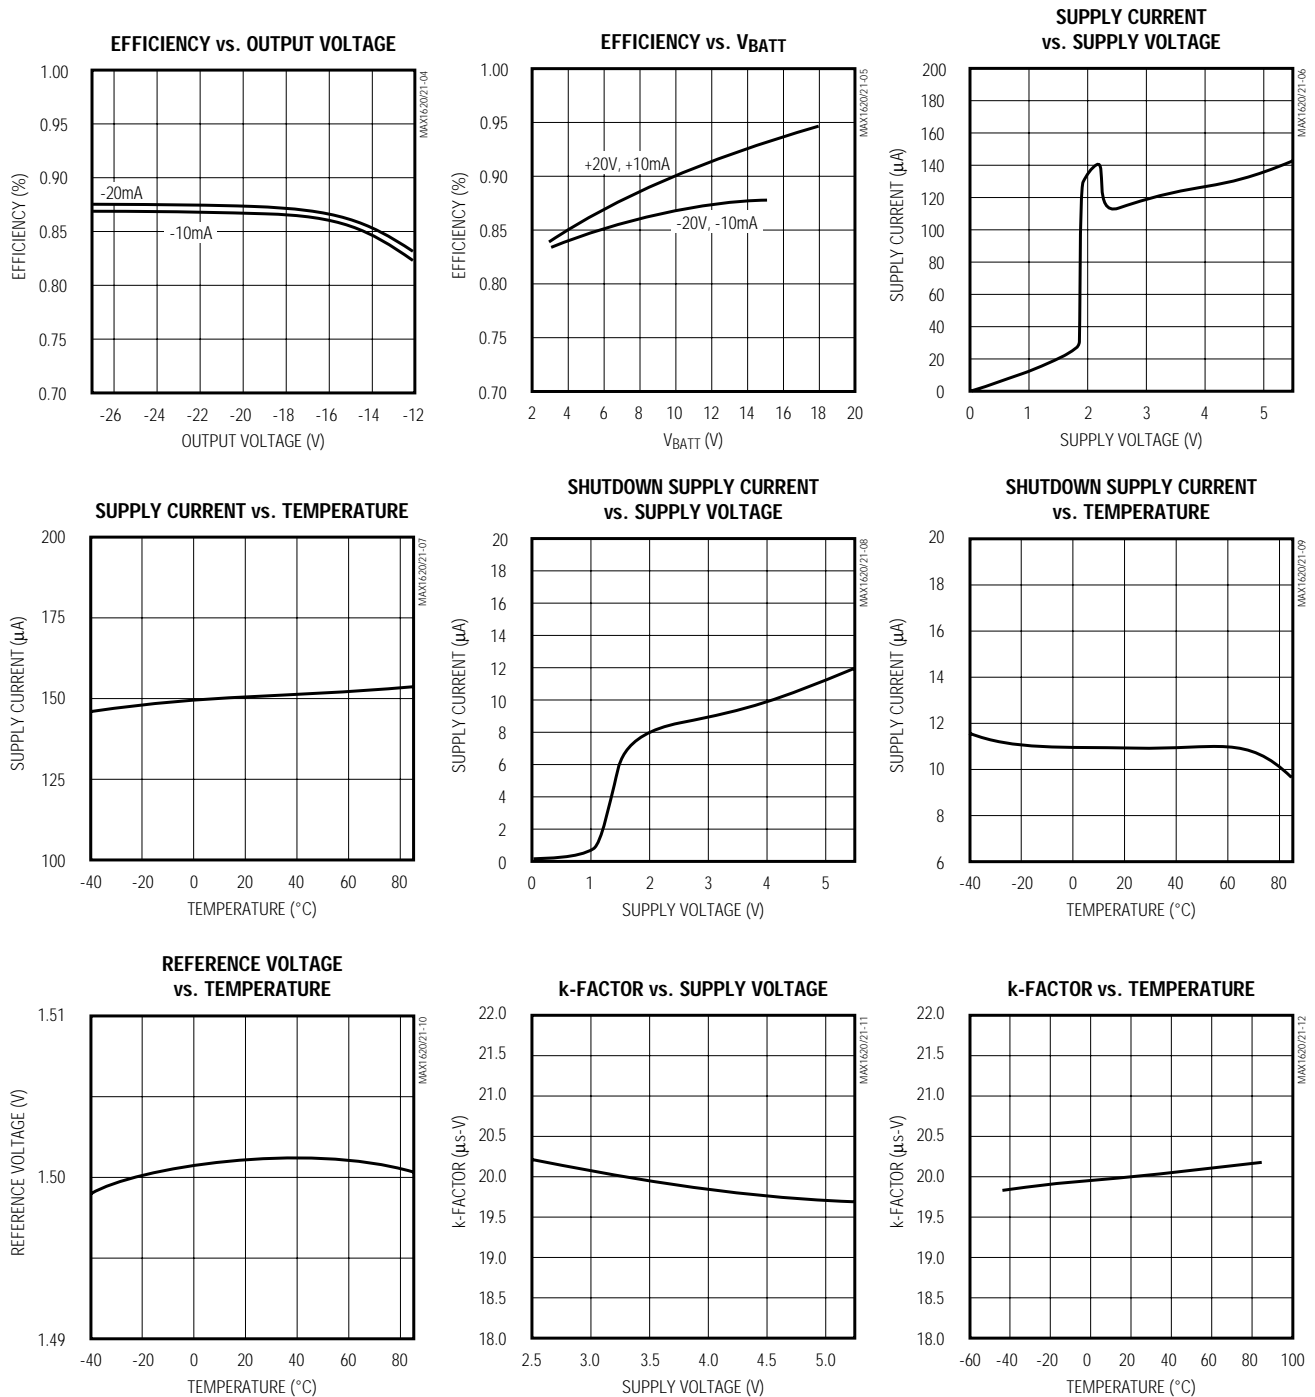 EFFICIENCY vs. OUTPUT VOLTAGE
MAX1620/21-04
EFFICIENCY (%)
1.00
0.95
0.90
0.85
0.80
0.75
0.70
-20mA
-10mA
-26 -24 -22 -20 -18 -16 -14 -12
OUTPUT VOLTAGE (V)
EFFICIENCY vs. VBATT
MAX1620/21-05
EFFICIENCY (%)
1.00
0.95
0.90
0.85
0.80
0.75
0.70
+20V, +10mA
-20V, -10mA
2 4 6 8 10 12 14 16 18 20
VBATT (V)
SUPPLY CURRENT
vs. SUPPLY VOLTAGE
MAX1620/21-06
SUPPLY CURRENT (µA)
200
180
160
140
120
100
80
60
40
20
0
0 1 2 3 4 5
SUPPLY VOLTAGE (V)
SUPPLY CURRENT vs. TEMPERATURE
MAX1620/21-07
SUPPLY CURRENT (µA)
200
175
150
125
100
-40 -20 0 20 40 60 80
TEMPERATURE (°C)
SHUTDOWN SUPPLY CURRENT
vs. SUPPLY VOLTAGE
MAX1620/21-08
SUPPLY CURRENT (µA)
20
18
16
14
12
10
8
6
4
2
0
0 1 2 3 4 5
SUPPLY VOLTAGE (V)
SHUTDOWN SUPPLY CURRENT
vs. TEMPERATURE
MAX1620/21-09
SUPPLY CURRENT (µA)
20
18
16
14
12
10
8
6
-40 -20 0 20 40 60 80
TEMPERATURE (°C)
REFERENCE VOLTAGE
vs. TEMPERATURE
MAX1620/21-10
REFERENCE VOLTAGE (V)
1.51
1.50
1.49
-40 -20 0 20 40 60 80
TEMPERATURE (°C)
k-FACTOR vs. SUPPLY VOLTAGE
MAX1620/21-11
k-FACTOR (µs-V)
22.0
21.5
21.0
20.5
20.0
19.5
19.0
18.5
18.0
2.5 3.0 3.5 4.0 4.5 5.0
SUPPLY VOLTAGE (V)
k-FACTOR vs. TEMPERATURE
MAX1620/21-12
k-FACTOR (µs-V)
22.0
21.5
21.0
20.5
20.0
19.5
19.0
18.5
18.0
-60 -40 -20 0 20 40 60 80 100
TEMPERATURE (°C)